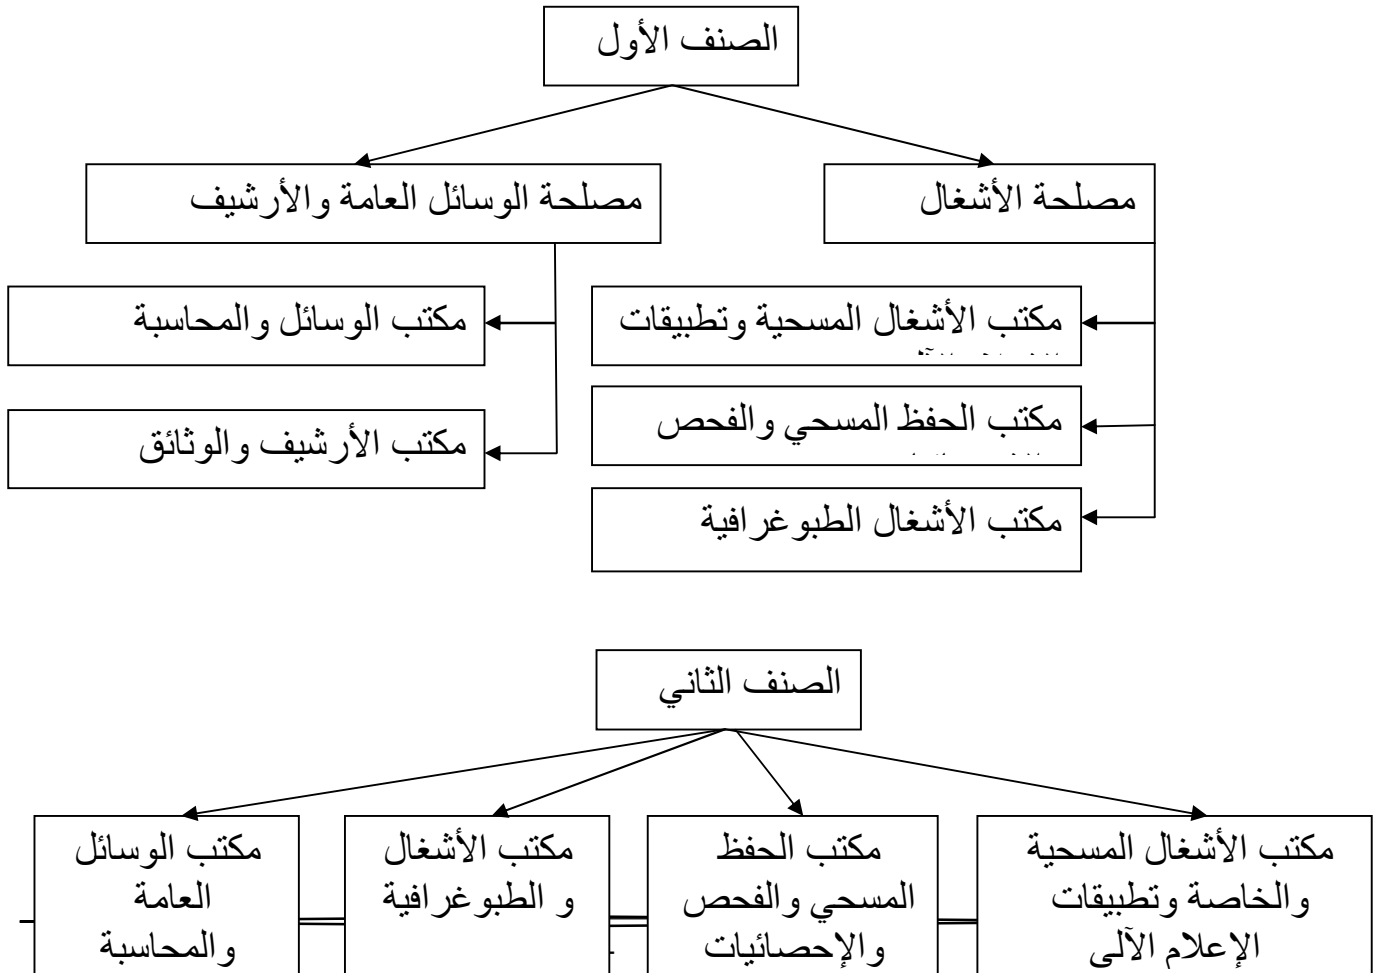 الصنف الأول
مصلحة الأشغال
مصلحة الوسائل العامة والأرشيف
مكتب الأشغال المسحية وتطبيقات
مكتب الوسائل والمحاسبة
مكتب الحفظ المسحي والفحص
مكتب الأرشيف والوثائق
مكتب الأشغال الطبوغرافية
الصنف الثاني
مكتب الأشغال المسحية
والخاصة وتطبيقات
الإعلام الآلى
مكتب الحفظ
المسحي والفحص
والإحصائيات
مكتب الأشغال
و الطبوغرافية
مكتب الوسائل
العامة
والمحاسبة